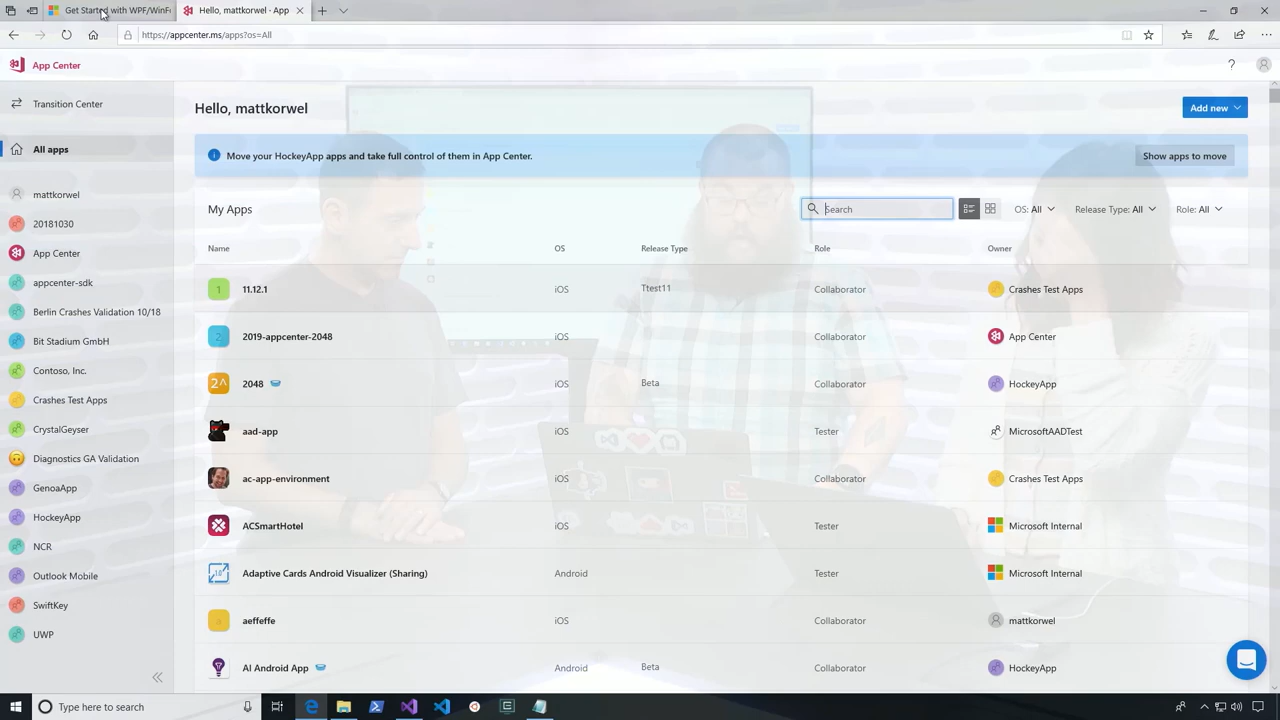 Get Started with WPF/WinF
Hello, mattkorwel - App
https://appcenter.ms/apps?os=All
App Center
?
Transition Center
All apps
mattkorwel
20181030
App Center
appcenter-sdk
Berlin Crashes Validation 10/18
Bit Stadium GmbH
Contoso, Inc.
Crashes Test Apps
CrystalGeyser
Diagnostics GA Validation
GenoaApp
HockeyApp
NCR
Outlook Mobile
SwiftKey
UWP
Hello, mattkorwel
Add new
Move your HockeyApp apps and take full control of them in App Center.
Show apps to move
My Apps
Search
OS: All
Release Type: All
Role: All
Name OS Release Type Role Owner
1 11.12.1 iOS Ttest11 Collaborator Crashes Test Apps
2 2019-appcenter-2048 iOS Collaborator App Center
2^ 2048 iOS Beta Collaborator HockeyApp
aad-app iOS Tester MicrosoftAADTest
ac-app-environment iOS Collaborator Crashes Test Apps
ACSmartHotel iOS Tester Microsoft Internal
1.0 Adaptive Cards Android Visualizer (Sharing) Android Tester Microsoft Internal
a aeffeffe iOS Collaborator mattkorwel
AI Android App Android Beta Collaborator HockeyApp
Type here to search